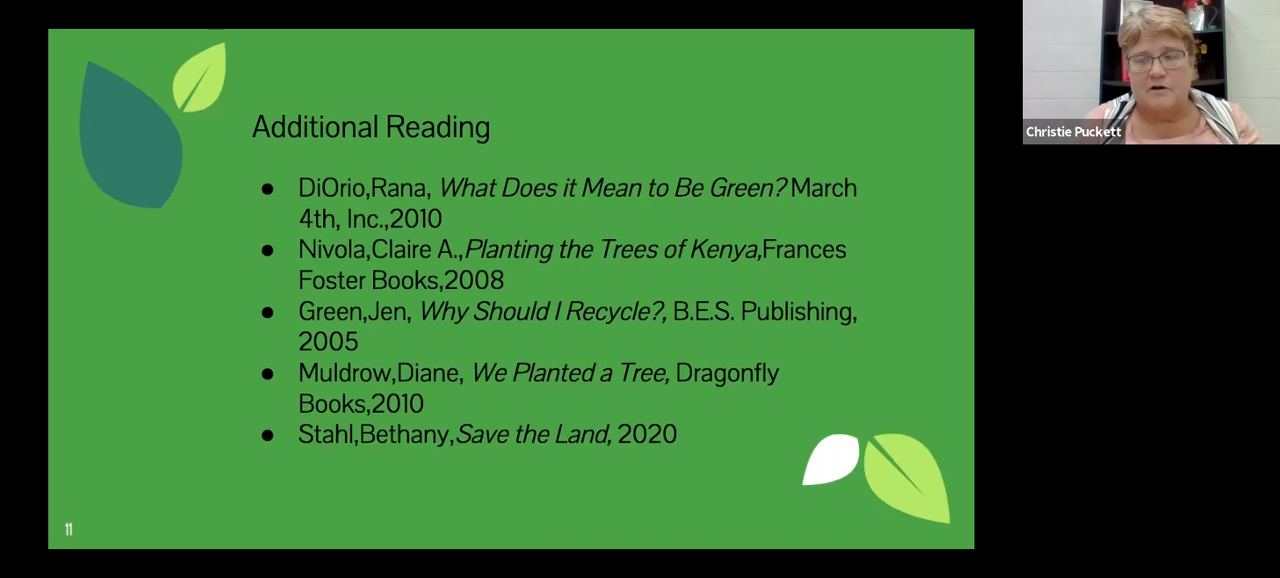 Additional Reading
● DiOrio,Rana, What Does it Mean to Be Green? March
4th, Inc.,2010
● Nivola,Claire A.,Planting the Trees of Kenya,Frances
Foster Books,2008
● Green,Jen, Why Should I Recycle?, B.E.S. Publishing,
2005
● Muldrow,Diane, We Planted a Tree, Dragonfly
Books,2010
● Stahl,Bethany,Save the Land, 2020
11
Christie Puckett